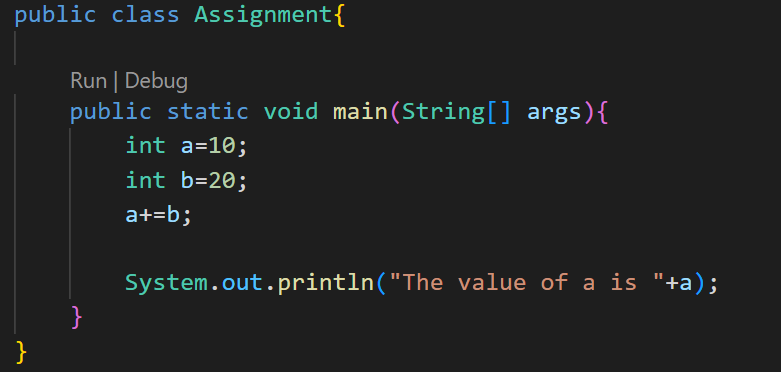 public class Assignment{
Run | Debug
public static void main(String[] args){
int a=10;
int b=20;
a+=b;
System.out.println("The value of a is "+a);
}
}